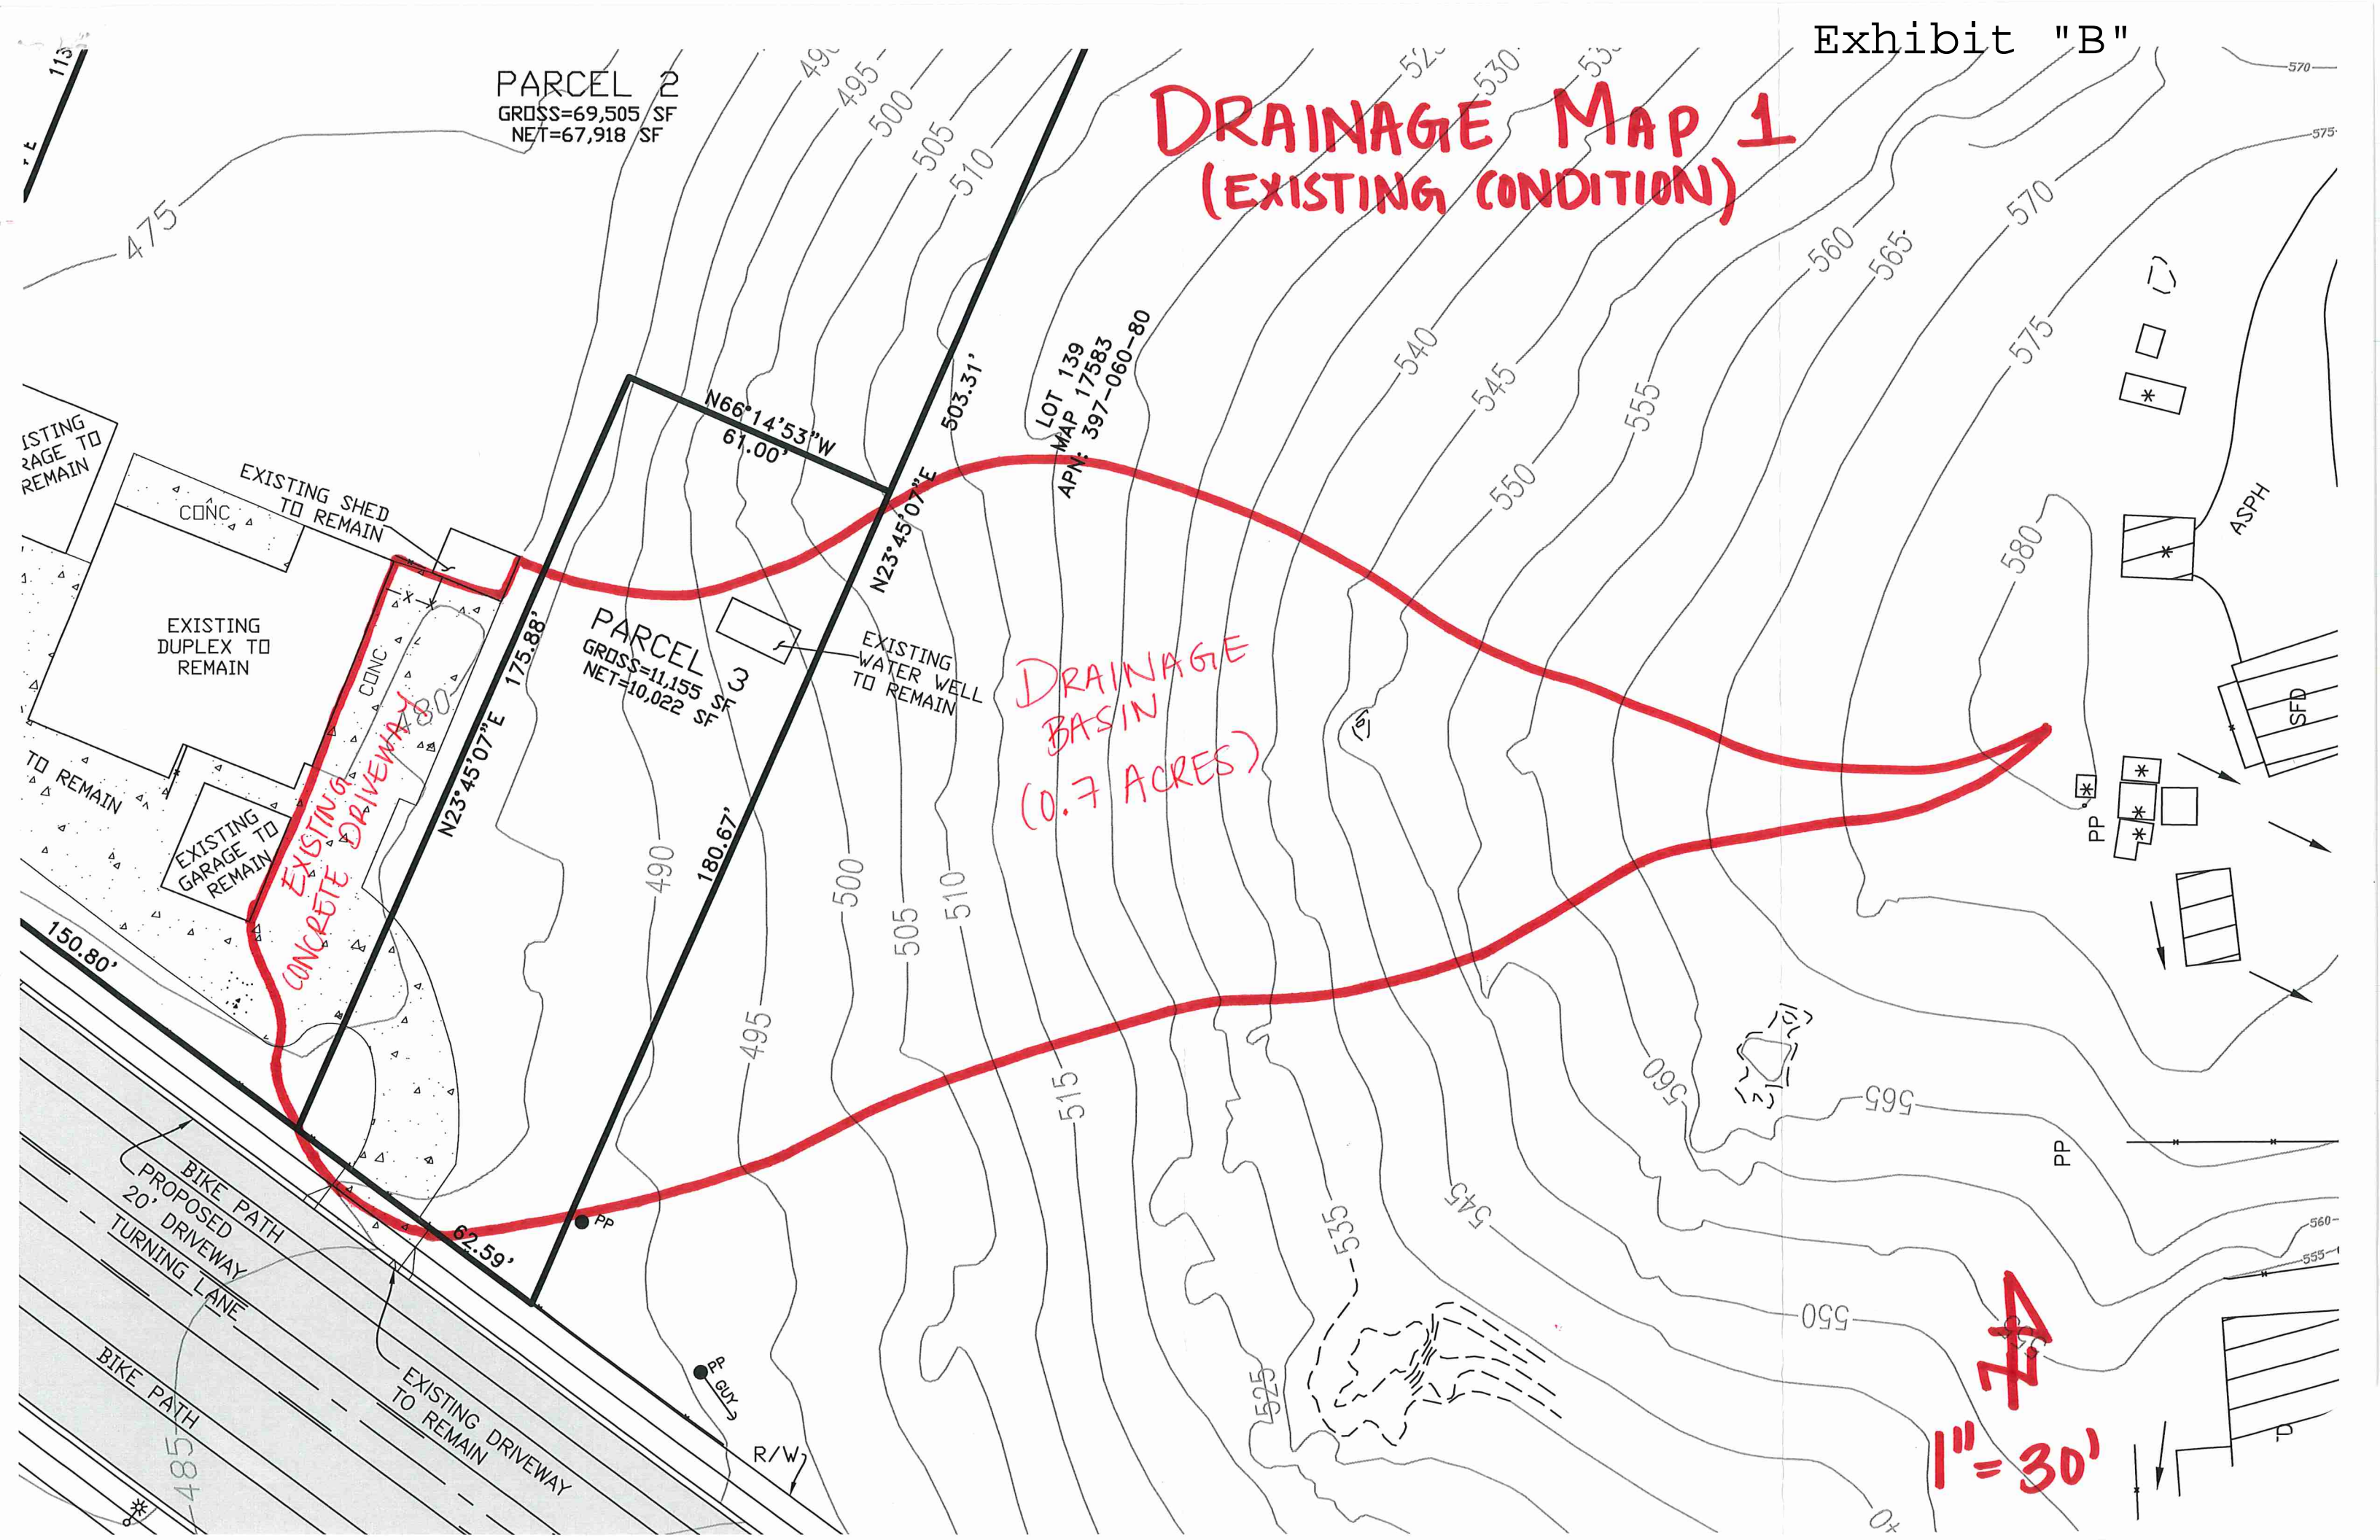 Exhibit "B"
DRAINAGE MAP 1
(EXISTING CONDITION)
113
PARCEL 2
GROSS=69,505 SF
NET=67,918 SF
475
495
500
505
510
530
570
575
570
560
565
575
540
545
555
550
580
N66°14'53"W
61.00'
503.31'
N23°45'07"E
LOT 139
MAP 17583
APN: 397-060-80
REMAIN
EXISTING SHED
TO REMAIN
CONC
EXISTING
DUPLEX TO
REMAIN
CONC
480
EXISTING
CONCRETE DRIVEWAY
TO REMAIN
EXISTING
GARAGE TO
REMAIN
175.88'
N23°45'07"E
PARCEL 3
GROSS=11,155 SF
NET=10,022 SF
EXISTING
WATER WELL
TO REMAIN
180.67'
DRAINAGE
BASIN
(0.7 ACRES)
ASPH
SFD
PP
490
500
505
510
495
515
560
565
PP
560
555
535
545
550
525
150.80'
62.59'
PP
PP
GUY
R/W
BIKE PATH
PROPOSED
20' DRIVEWAY
TURNING LANE
BIKE PATH
EXISTING DRIVEWAY
TO REMAIN
485
1"=30'